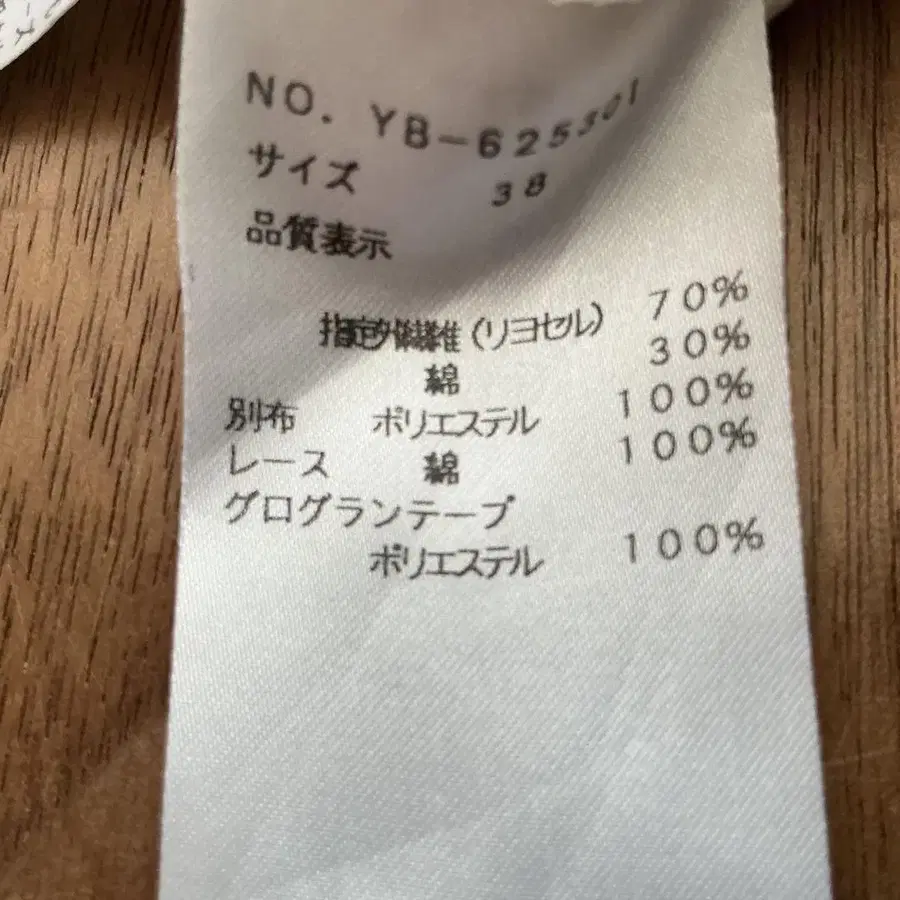 NO. YB-625301
サイズ 38
品質表示
指定外繊維(リヨセル) 70%
綿 30%
別布 ポリエステル 100%
レース 綿 100%
グログランテープ
ポリエステル 100%